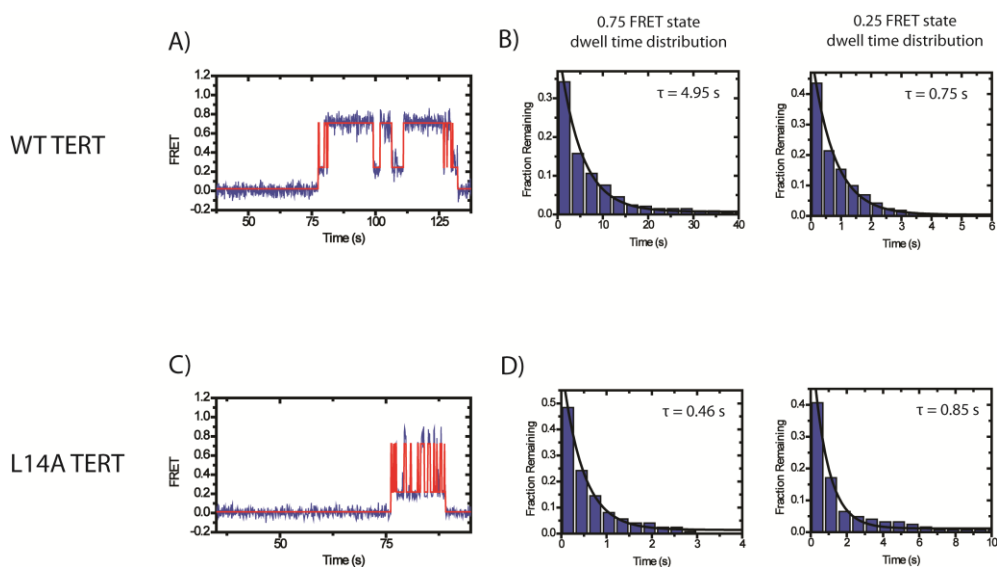 0.75 FRET state
dwell time distribution
0.25 FRET state
dwell time distribution
A)
B)
WT TERT
FRET
1.2
1.0
0.8
0.6
0.4
0.2
0.0
-0.2
50
75
100
125
Time (s)
Fraction Remaining
0.3
0.2
0.1
0.0
τ = 4.95 s
0
10
20
30
40
Time (s)
Fraction Remaining
0.4
0.3
0.2
0.1
0.0
τ = 0.75 s
0
1
2
3
4
5
6
Time (s)
C)
D)
L14A TERT
FRET
1.2
1.0
0.8
0.6
0.4
0.2
0.0
-0.2
50
75
Time (s)
Fraction Remaining
0.5
0.4
0.3
0.2
0.1
0.0
τ = 0.46 s
0
1
2
3
4
Time (s)
Fraction Remaining
0.4
0.3
0.2
0.1
0.0
τ = 0.85 s
0
2
4
6
8
10
Time (s)